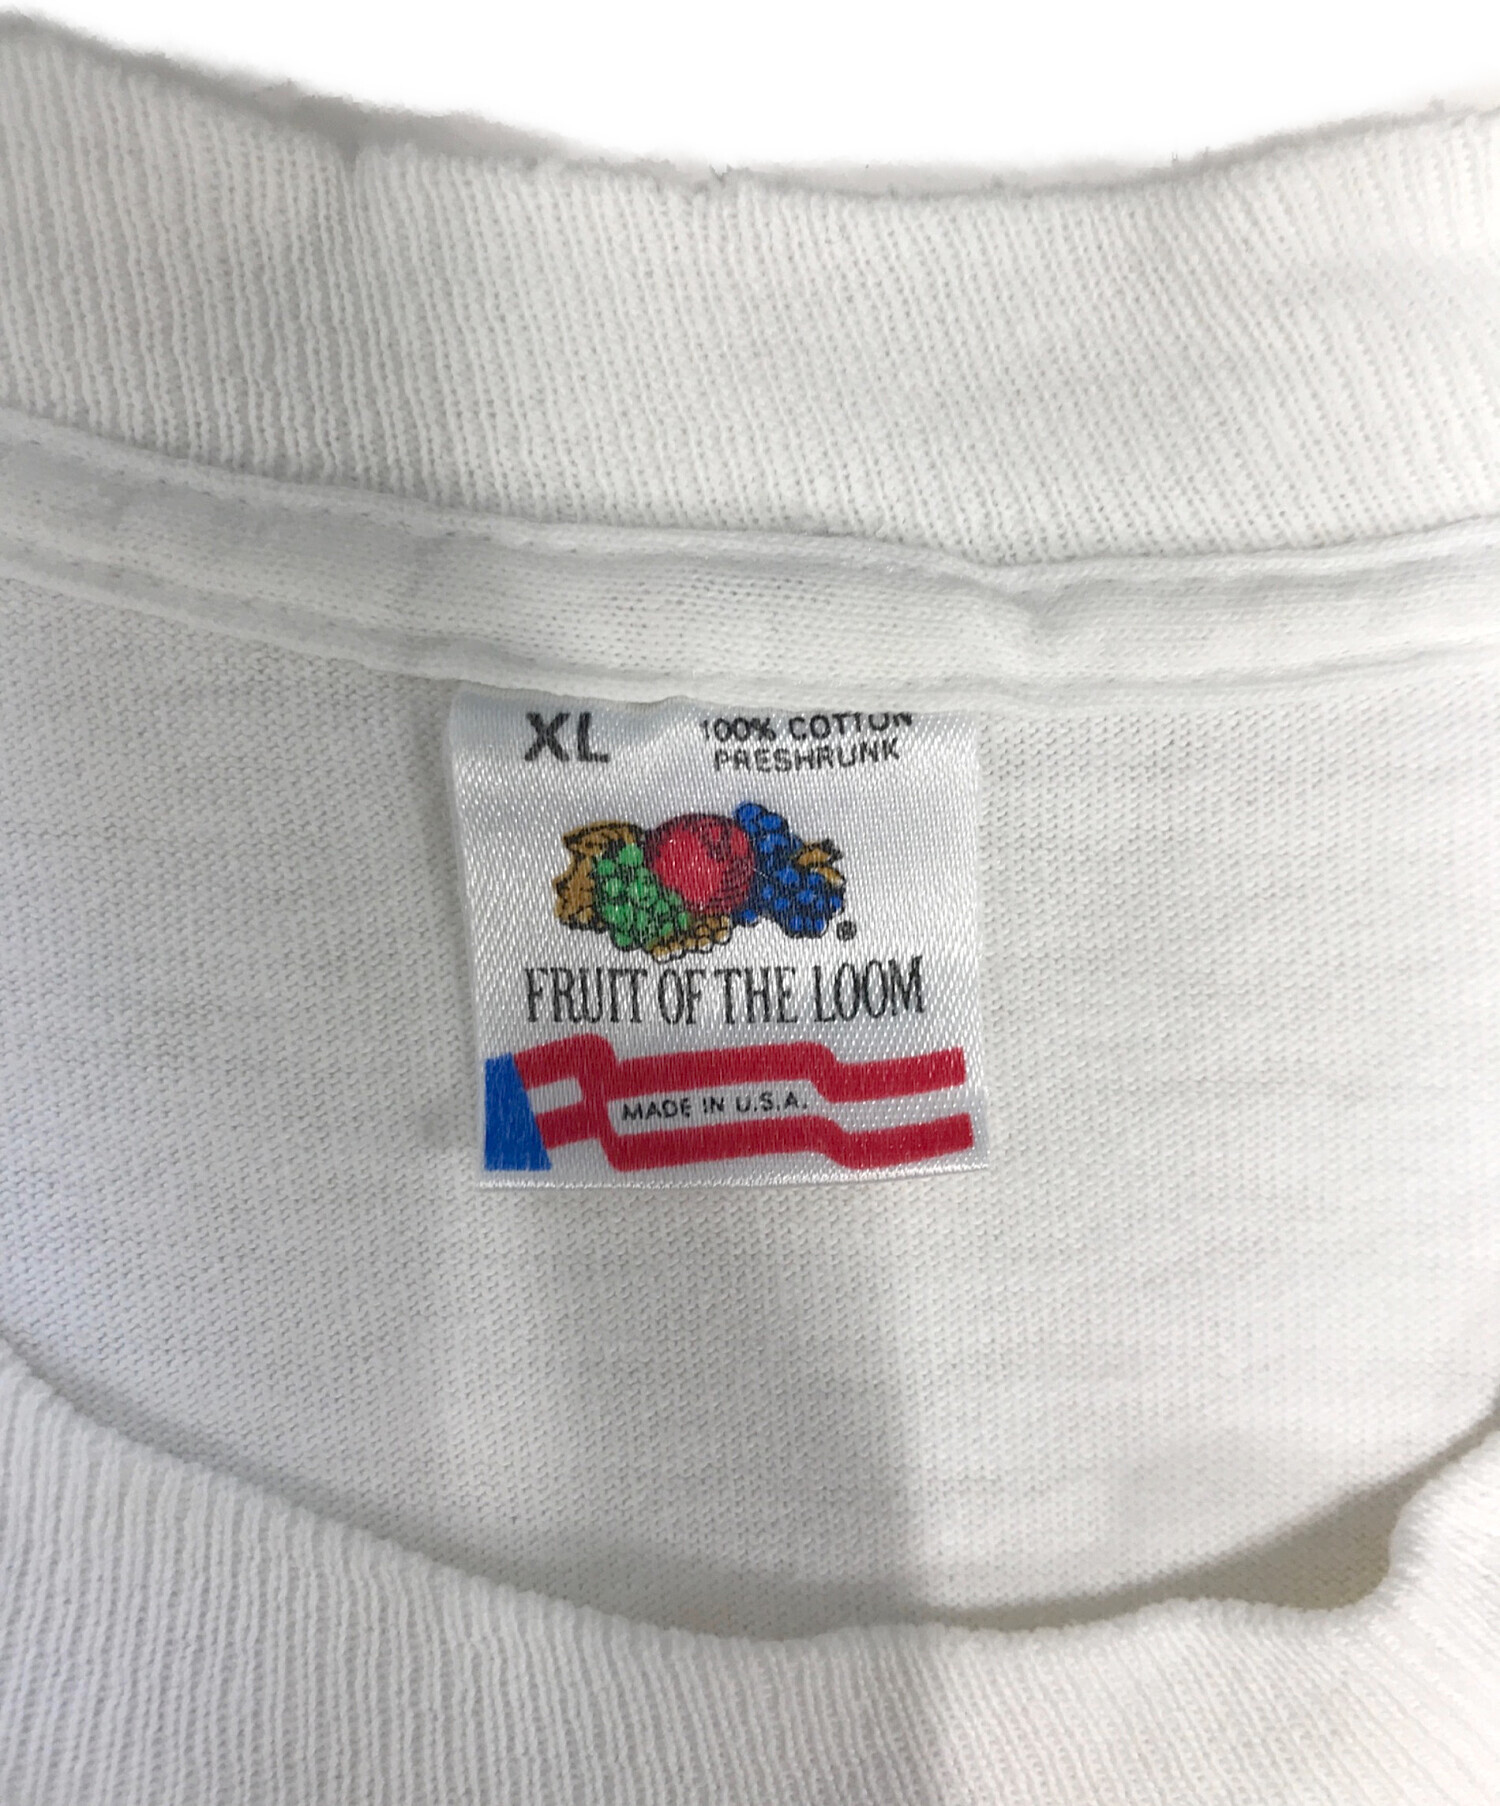 XL
100% COTTON
PRESHRUNK
®
FRUIT OF THE LOOM
MADE IN U.S.A.